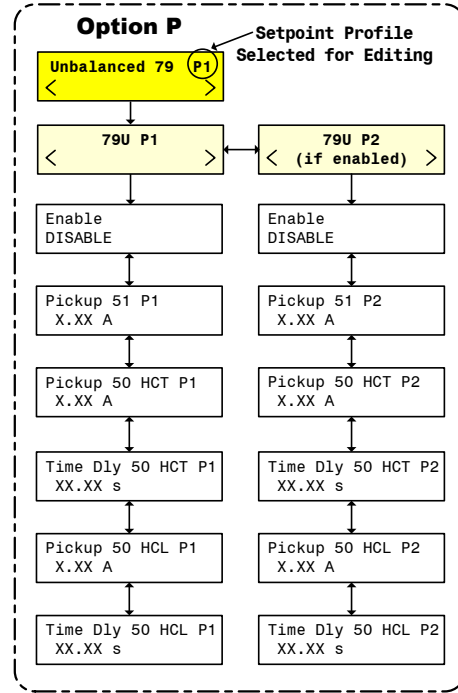 Option P
Setpoint Profile
Selected for Editing
Unbalanced 79 P1
< >
79U P1
< >
79U P2
< (if enabled) >
Enable
DISABLE
Pickup 51 P1
X.XX A
Pickup 50 HCT P1
X.XX A
Time Dly 50 HCT P1
XX.XX s
Pickup 50 HCL P1
X.XX A
Time Dly 50 HCL P1
XX.XX s
Enable
DISABLE
Pickup 51 P2
X.XX A
Pickup 50 HCT P2
X.XX A
Time Dly 50 HCT P2
XX.XX s
Pickup 50 HCL P2
X.XX A
Time Dly 50 HCL P2
XX.XX s